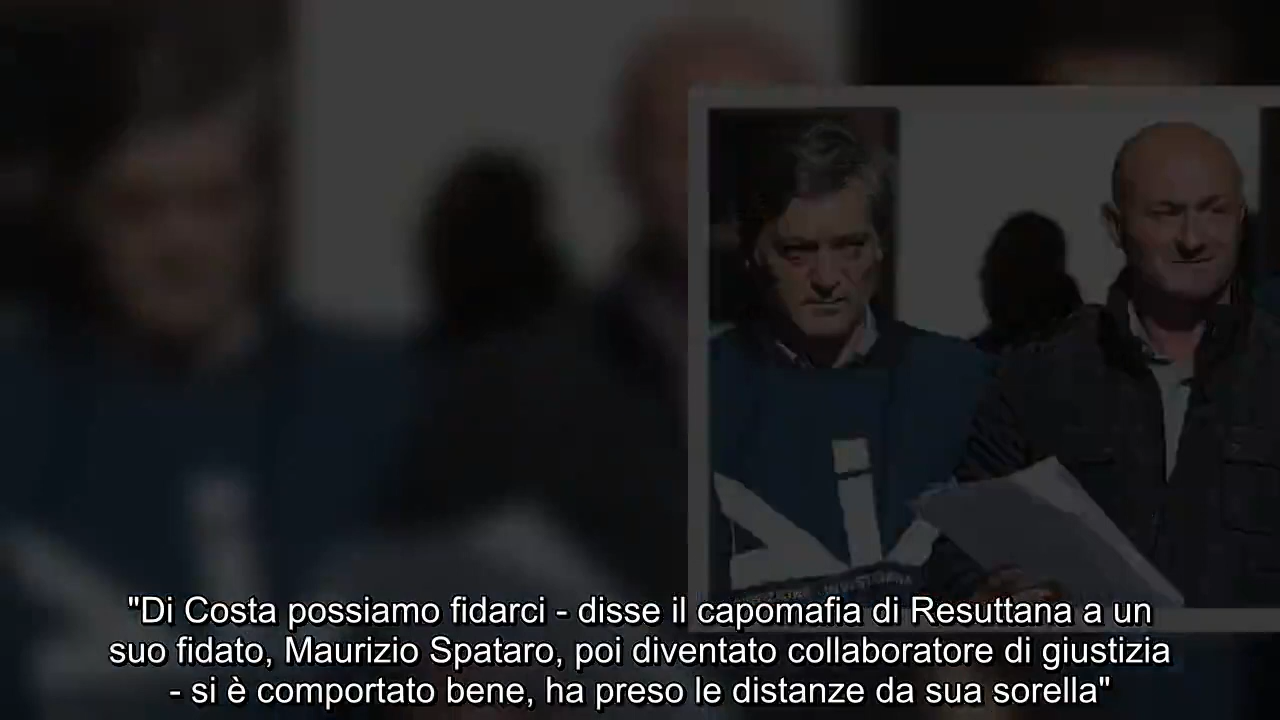 "Di Costa possiamo fidarci - disse il capomafia di Resuttana a un
suo fidato, Maurizio Spataro, poi diventato collaboratore di giustizia
- si è comportato bene, ha preso le distanze da sua sorella"